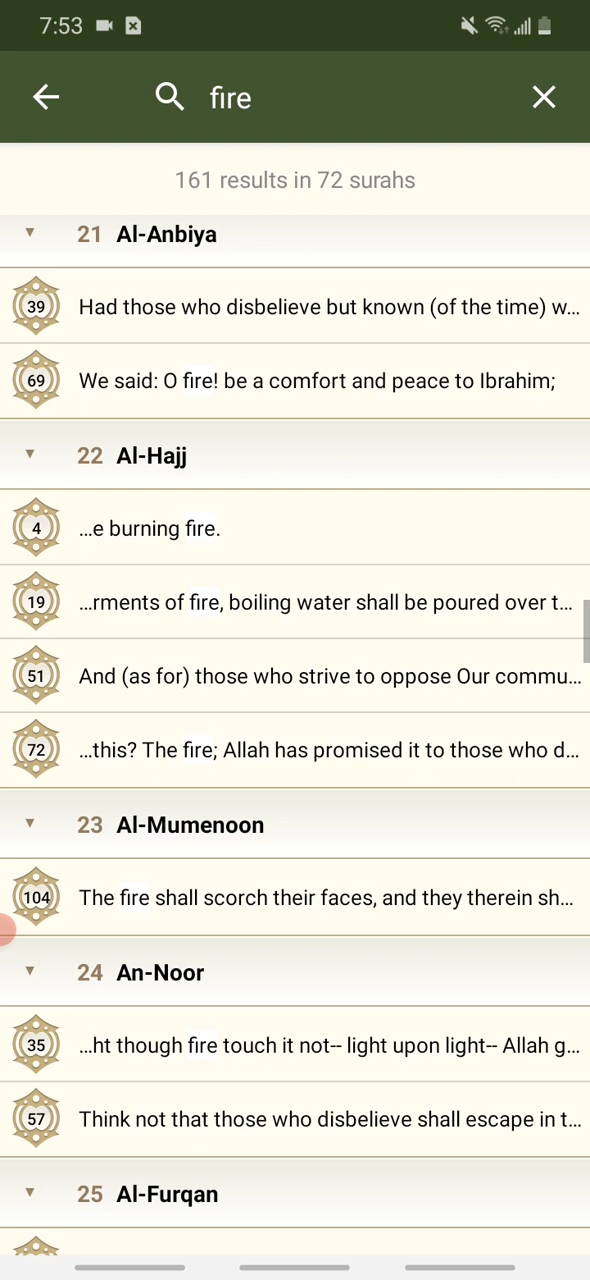 7:53
fire
161 results in 72 surahs
21 Al-Anbiya
39 Had those who disbelieve but known (of the time) w...
69 We said: O fire! be a comfort and peace to Ibrahim;
22 Al-Hajj
4 ...e burning fire.
19 ...rments of fire, boiling water shall be poured over t...
51 And (as for) those who strive to oppose Our commu...
72 ...this? The fire; Allah has promised it to those who d...
23 Al-Mumenoon
104 The fire shall scorch their faces, and they therein sh...
24 An-Noor
35 ...ht though fire touch it not-- light upon light-- Allah g...
57 Think not that those who disbelieve shall escape in t...
25 Al-Furqan